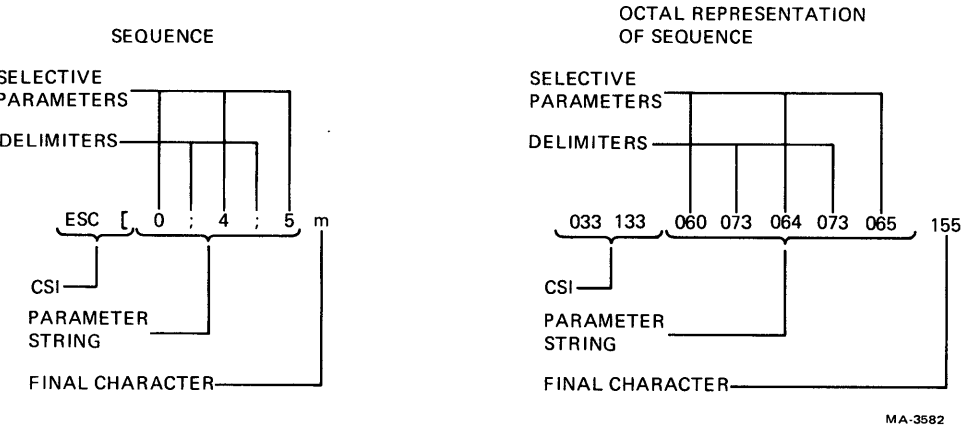 SEQUENCE
SELECTIVE
PARAMETERS
DELIMITERS
ESC [ 0 ; 4 ; 5 m
CSI
PARAMETER
STRING
FINAL CHARACTER
OCTAL REPRESENTATION
OF SEQUENCE
SELECTIVE
PARAMETERS
DELIMITERS
033 133 060 073 064 073 065 155
CSI
PARAMETER
STRING
FINAL CHARACTER
MA-3582